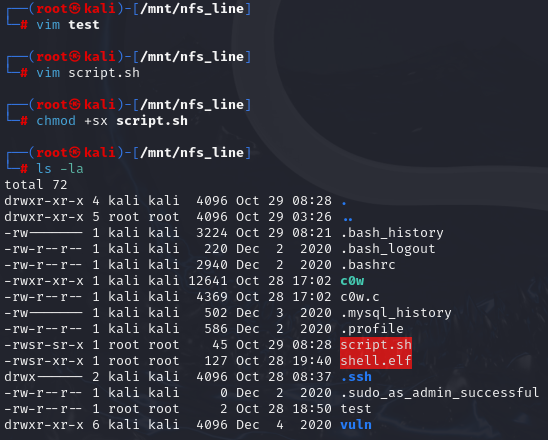 ┌──(root㉿kali)-[/mnt/nfs_line]
└─# vim test
┌──(root㉿kali)-[/mnt/nfs_line]
└─# vim script.sh
┌──(root㉿kali)-[/mnt/nfs_line]
└─# chmod +sx script.sh
┌──(root㉿kali)-[/mnt/nfs_line]
└─# ls -la
total 72
drwxr-xr-x 4 kali kali  4096 Oct 29 08:28 .
drwxr-xr-x 5 root root  4096 Oct 29 03:26 ..
-rw------- 1 kali kali  3224 Oct 29 08:21 .bash_history
-rw-r--r-- 1 kali kali   220 Dec  2  2020 .bash_logout
-rw-r--r-- 1 kali kali  2940 Dec  2  2020 .bashrc
-rwxr-xr-x 1 kali kali 12641 Oct 28 17:02 c0w
-rw-r--r-- 1 kali kali  4369 Oct 28 17:02 c0w.c
-rw------- 1 kali kali   502 Dec  3  2020 .mysql_history
-rw-r--r-- 1 kali kali   586 Dec  2  2020 .profile
-rwsr-sr-x 1 root root    45 Oct 29 08:28 script.sh
-rwsr-xr-x 1 root root   127 Oct 28 19:40 shell.elf
drwx------ 2 kali kali  4096 Oct 28 08:37 .ssh
-rw-r--r-- 1 kali kali     0 Dec  2  2020 .sudo_as_admin_successful
-rw-r--r-- 1 root root     2 Oct 28 18:50 test
drwxr-xr-x 6 kali kali  4096 Dec  4  2020 vuln